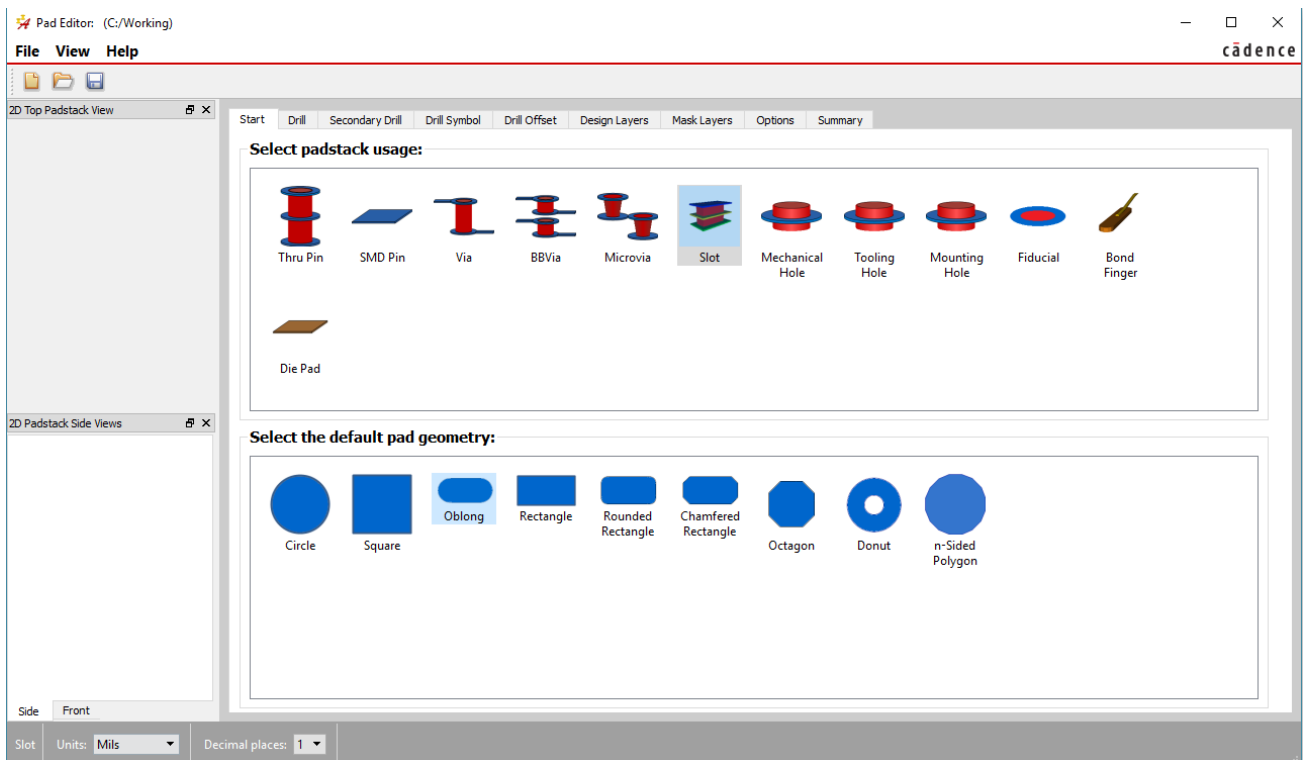 Pad Editor: (C:/Working)
File View Help
cādence
2D Top Padstack View
Start Drill Secondary Drill Drill Symbol Drill Offset Design Layers Mask Layers Options Summary
Select padstack usage:
Thru Pin SMD Pin Via BBVia Microvia Slot Mechanical Tooling Mounting Fiducial Bond
Hole Hole Hole Finger
Die Pad
2D Padstack Side Views
Select the default pad geometry:
Oblong Rectangle Rounded Chamfered
Rectangle Rectangle
Circle Square Octagon Donut n-Sided
Polygon
Side Front
Slot Units: Mils Decimal places: 1